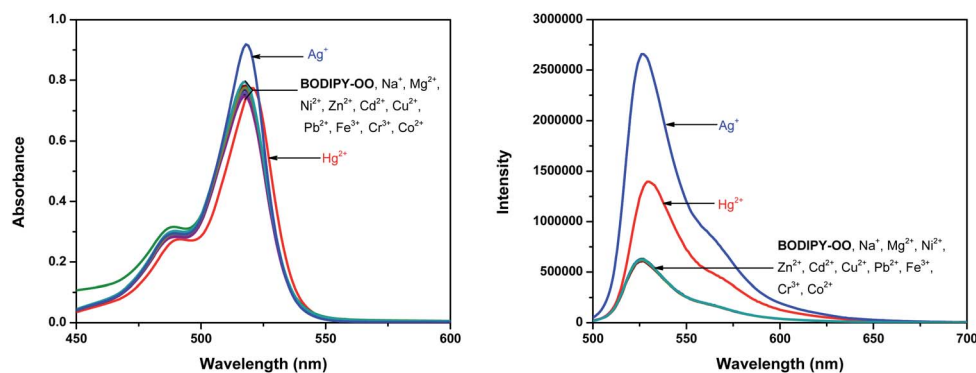 1.0
0.8
0.6
0.4
0.2
0.0
Absorbance
Ag⁺
BODIPY-OO, Na⁺, Mg²⁺,
Ni²⁺, Zn²⁺, Cd²⁺, Cu²⁺,
Pb²⁺, Fe³⁺, Cr³⁺, Co²⁺
Hg²⁺
450 500 550 600
Wavelength (nm)
3000000
2500000
2000000
1500000
1000000
500000
0
Intensity
Ag⁺
Hg²⁺
BODIPY-OO, Na⁺, Mg²⁺, Ni²⁺,
Zn²⁺, Cd²⁺, Cu²⁺, Pb²⁺, Fe³⁺,
Cr³⁺, Co²⁺
500 550 600 650 700
Wavelength (nm)